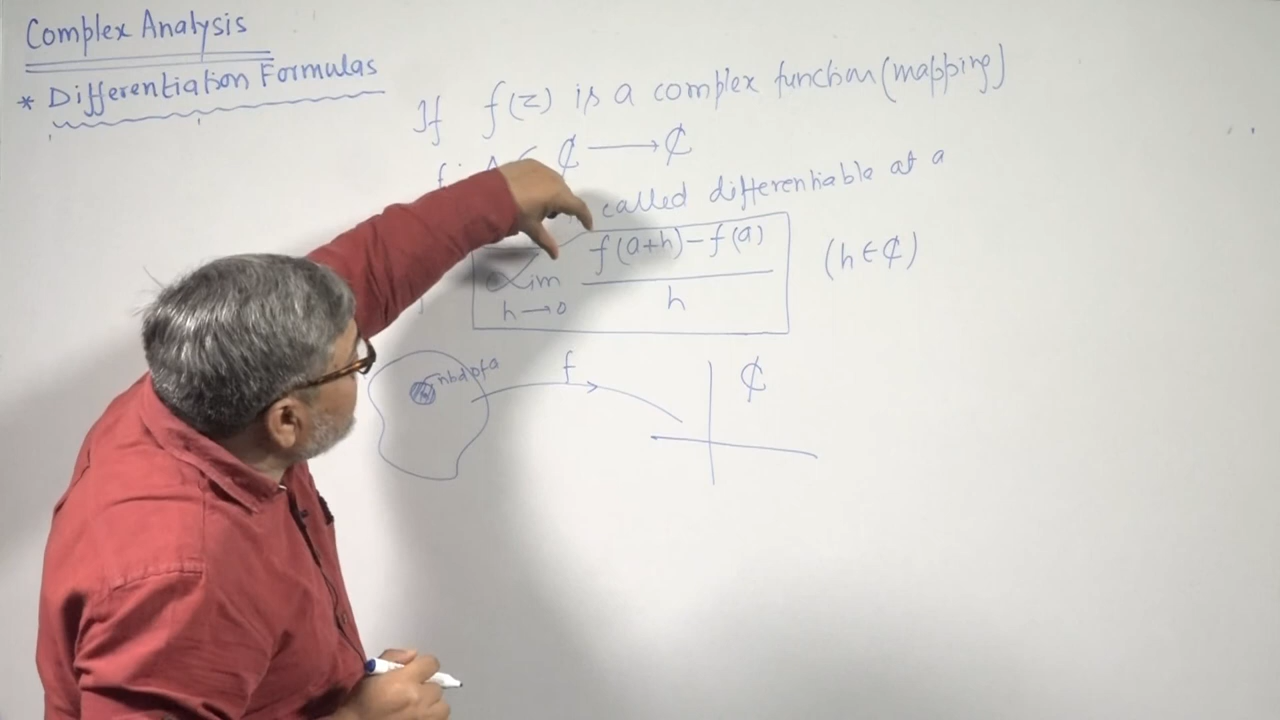 Complex Analysis
* Differentiation Formulas
If f(z) is a complex function (mapping)
f: A ⊂ ₵ ⟶ ₵
called differentiable at a
Lim h→0 f(a+h)−f(a) / h (h ∈ ₵)
nbd of a
f
₵